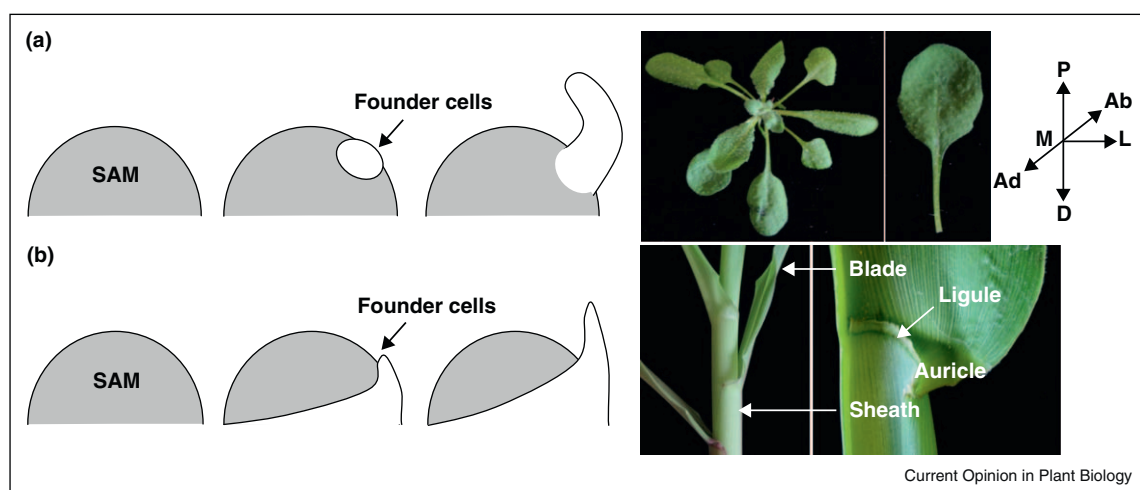 (a)
Founder cells
SAM
P
Ab
M
L
Ad
D
(b)
Founder cells
SAM
Blade
Ligule
Auricle
Sheath
Current Opinion in Plant Biology